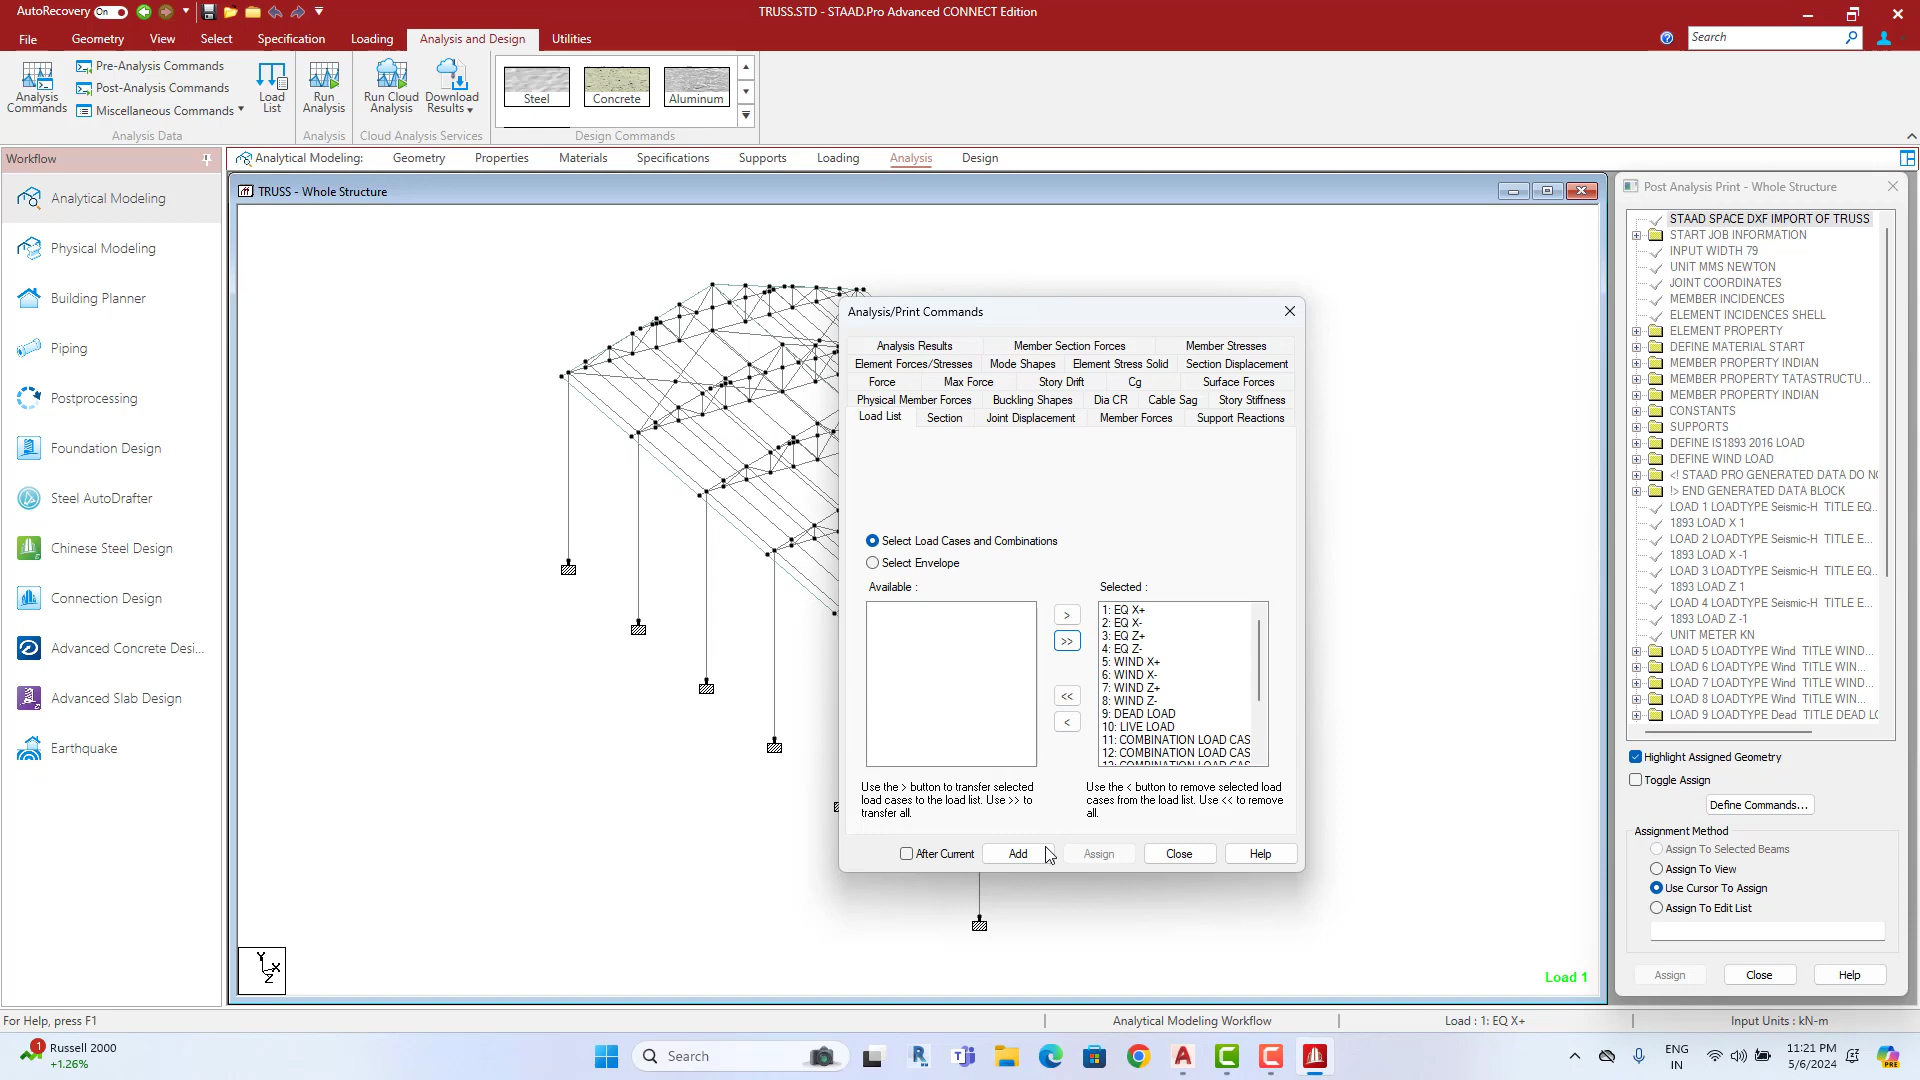 AutoRecovery On
TRUSS.STD - STAAD.Pro Advanced CONNECT Edition
File Geometry View Select Specification Loading Analysis and Design Utilities
Search
Analysis Commands
Pre-Analysis Commands
Post-Analysis Commands
Miscellaneous Commands
Load List
Run Analysis
Run Cloud Analysis
Download Results
Steel
Concrete
Aluminum
Analysis Data
Analysis
Cloud Analysis Services
Design Commands
Workflow
Analytical Modeling: Geometry Properties Materials Specifications Supports Loading Analysis Design
Analytical Modeling
Physical Modeling
Building Planner
Piping
Postprocessing
Foundation Design
Steel AutoDrafter
Chinese Steel Design
Connection Design
Advanced Concrete Desi...
Advanced Slab Design
Earthquake
TRUSS - Whole Structure
Analysis/Print Commands
Analysis Results Member Section Forces Member Stresses
Element Forces/Stresses Mode Shapes Element Stress Solid Section Displacement
Force Max Force Story Drift Cg Surface Forces
Physical Member Forces Buckling Shapes Dia CR Cable Sag Story Stiffness
Load List Section Joint Displacement Member Forces Support Reactions
Select Load Cases and Combinations
Select Envelope
Available :
Selected :
>
>>
<<
<
1: EQ X+
2: EQ X-
3: EQ Z+
4: EQ Z-
5: WIND X+
6: WIND X-
7: WIND Z+
8: WIND Z-
9: DEAD LOAD
10: LIVE LOAD
11: COMBINATION LOAD CAS
12: COMBINATION LOAD CAS
Use the > button to transfer selected
load cases to the load list. Use >> to
transfer all.
Use the < button to remove selected load
cases from the load list. Use << to remove
all.
After Current
Add
Assign
Close
Help
Y
X
Z
Load 1
Post Analysis Print - Whole Structure
STAAD SPACE DXF IMPORT OF TRUSS
START JOB INFORMATION
INPUT WIDTH 79
UNIT MMS NEWTON
JOINT COORDINATES
MEMBER INCIDENCES
ELEMENT INCIDENCES SHELL
ELEMENT PROPERTY
DEFINE MATERIAL START
MEMBER PROPERTY INDIAN
MEMBER PROPERTY TATASTRUCTU...
MEMBER PROPERTY INDIAN
CONSTANTS
SUPPORTS
DEFINE IS1893 2016 LOAD
DEFINE WIND LOAD
<! STAAD PRO GENERATED DATA DO NO
!> END GENERATED DATA BLOCK
LOAD 1 LOADTYPE Seismic-H TITLE EQ...
1893 LOAD X 1
LOAD 2 LOADTYPE Seismic-H TITLE E...
1893 LOAD X -1
LOAD 3 LOADTYPE Seismic-H TITLE EQ...
1893 LOAD Z 1
LOAD 4 LOADTYPE Seismic-H TITLE E...
1893 LOAD Z -1
UNIT METER KN
LOAD 5 LOADTYPE Wind TITLE WIND...
LOAD 6 LOADTYPE Wind TITLE WIN...
LOAD 7 LOADTYPE Wind TITLE WIND...
LOAD 8 LOADTYPE Wind TITLE WIN...
LOAD 9 LOADTYPE Dead TITLE DEAD LO
Highlight Assigned Geometry
Toggle Assign
Define Commands...
Assignment Method
Assign To Selected Beams
Assign To View
Use Cursor To Assign
Assign To Edit List
Assign
Close
Help
For Help, press F1
Analytical Modeling Workflow
Load : 1: EQ X+
Input Units : kN-m
1
Russell 2000
+1.26%
Search
ENG
IN
11:21 PM
5/6/2024
PRE